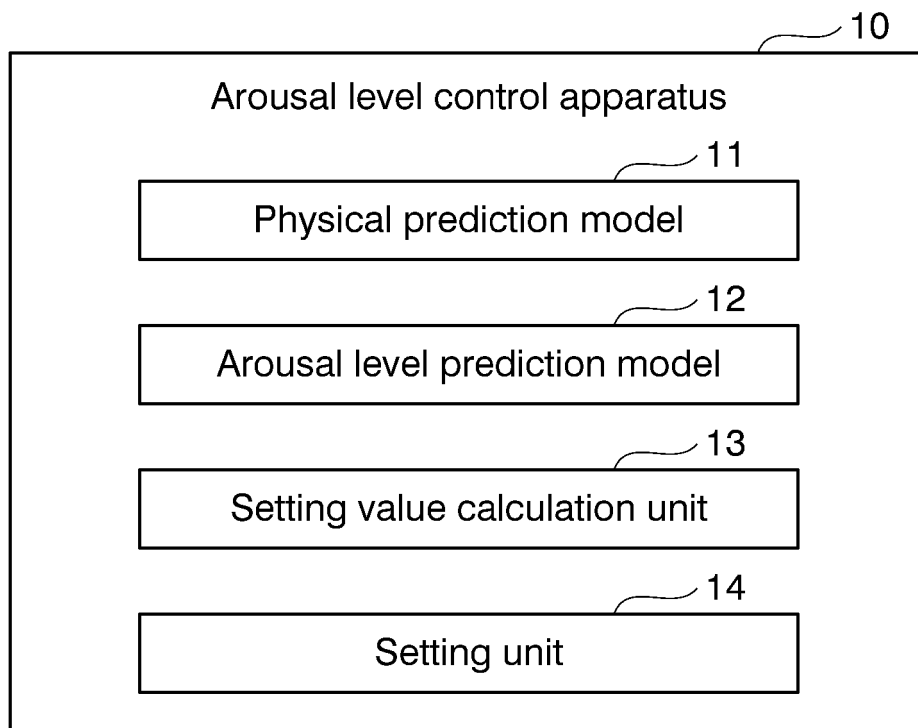 10
Arousal level control apparatus
11
Physical prediction model
12
Arousal level prediction model
13
Setting value calculation unit
14
Setting unit